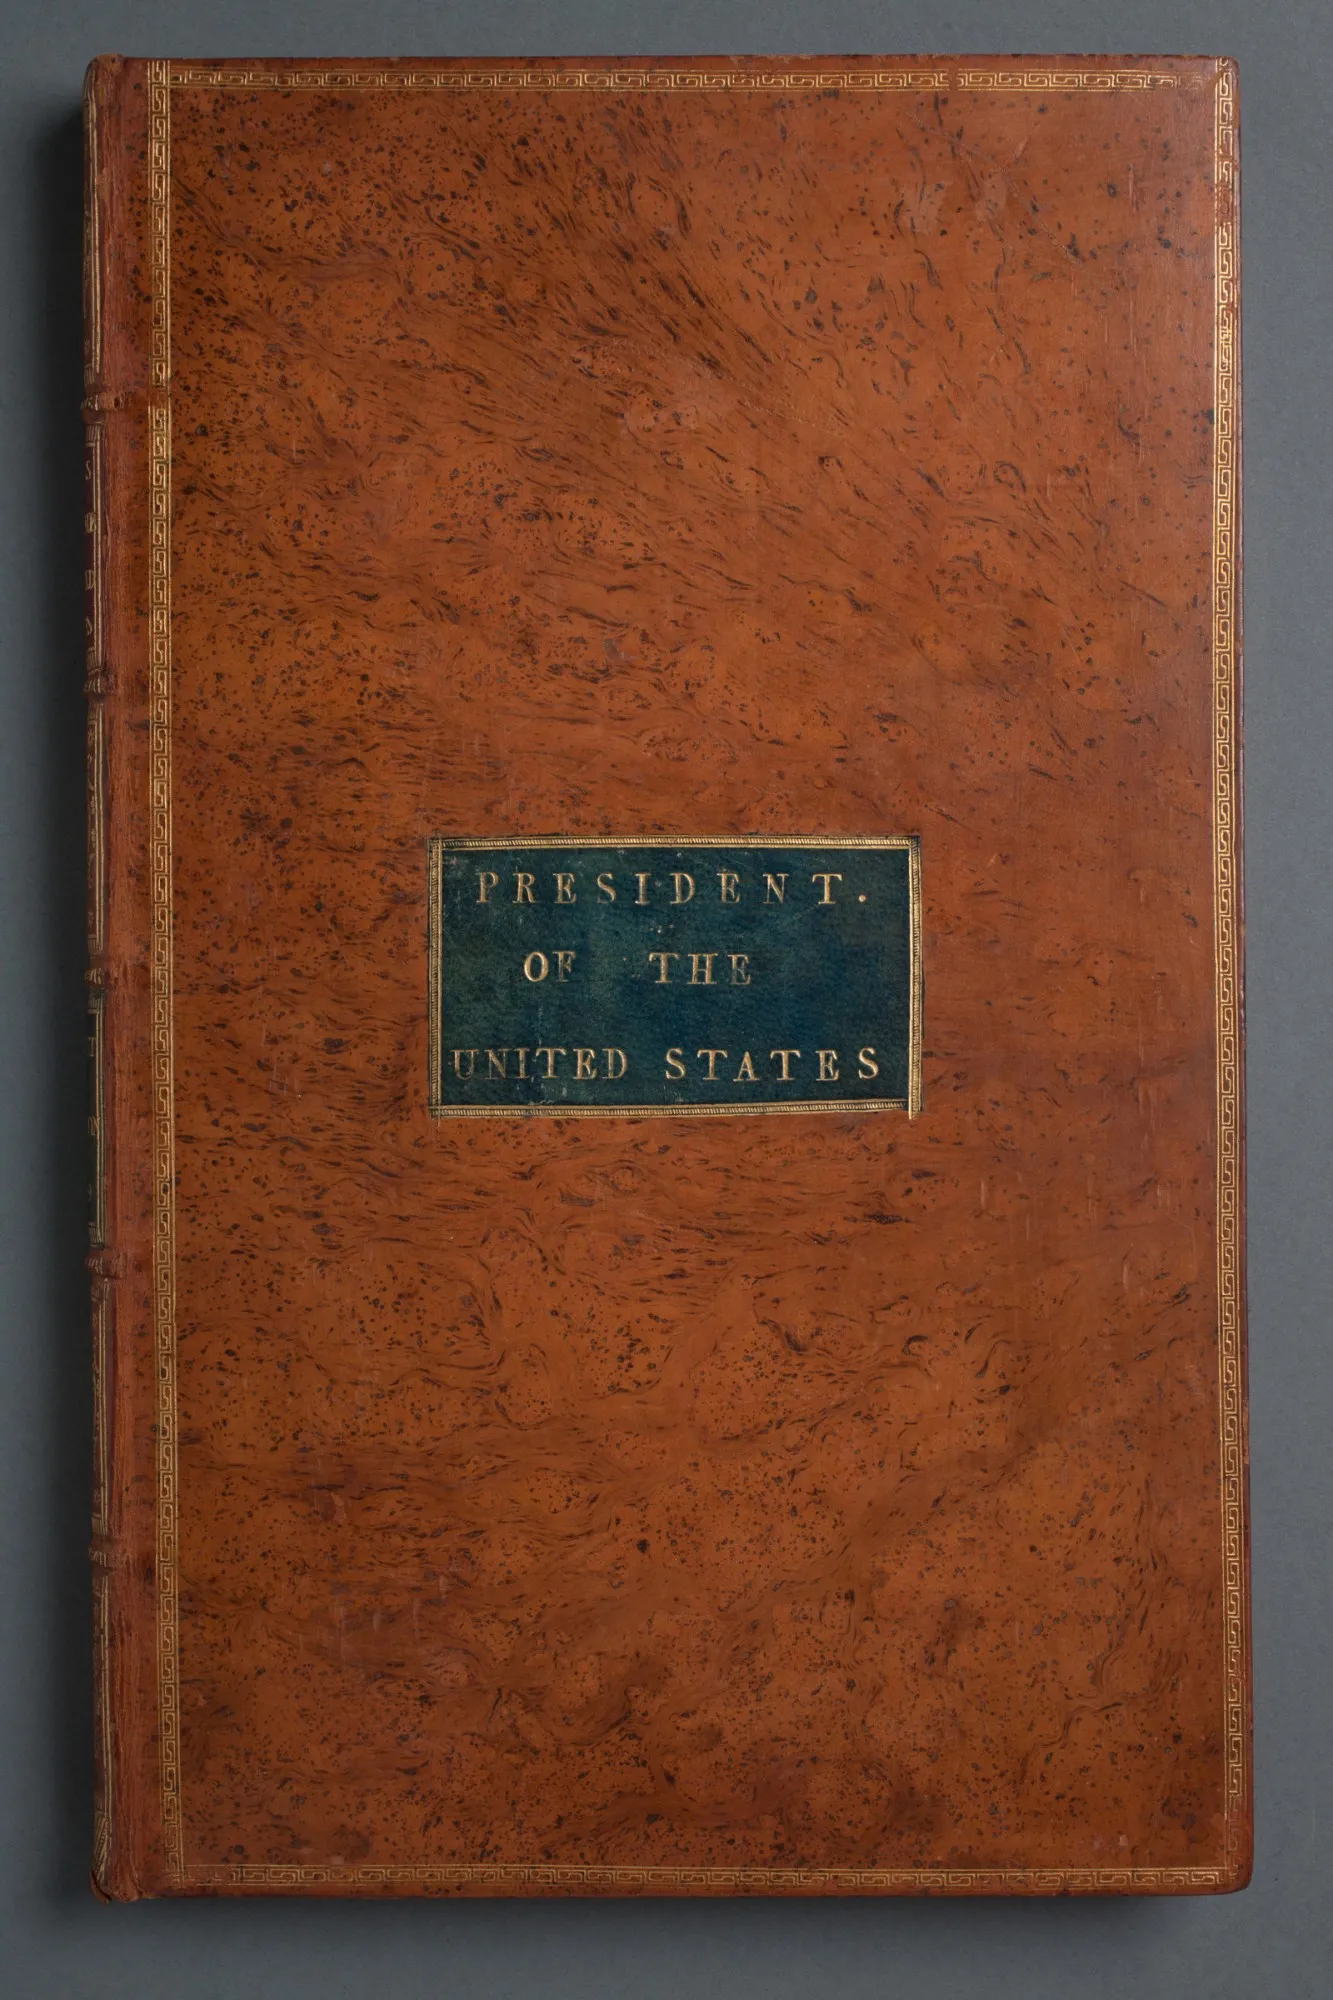 PRESIDENT.
OF THE
UNITED STATES